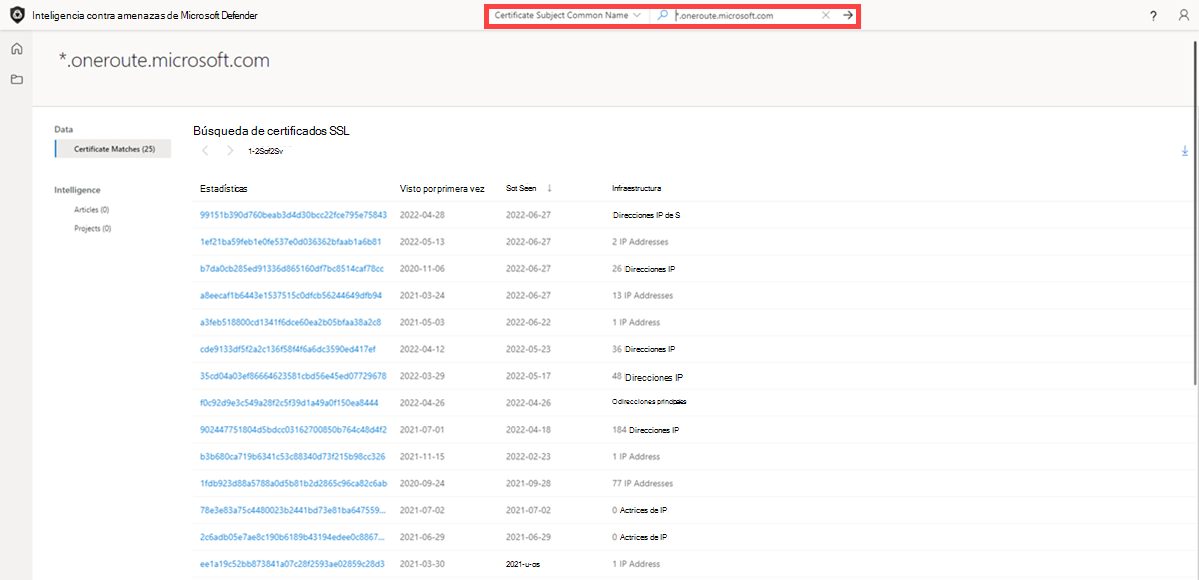 Inteligencia contra amenazas de Microsoft Defender
Certificate Subject Common Name
*.oneroute.microsoft.com
?
*.oneroute.microsoft.com
Data
Certificate Matches (25)
Intelligence
Articles (0)
Projects (0)
Búsqueda de certificados SSL
1-2Sof2Sv
Estadísticas Visto por primera vez Sot Seen ↓ Infraestructura
99151b390d760beab3d4d30bcc22fce795e75843 2022-04-28 2022-06-27 Direcciones IP de S
1ef21ba59feb1e0fe537e0d036362bfaab1a6b81 2022-05-13 2022-06-27 2 IP Addresses
b7da0cb285ed91336d865160df7bc8514caf78cc 2020-11-06 2022-06-27 26 Direcciones IP
a8eecaf1b6443e1537515c0dfcb56244649dfb94 2021-03-24 2022-06-27 13 IP Addresses
a3feb518800cd1341f6dce60ea2b05bfaa38a2c8 2021-05-03 2022-06-22 1 IP Address
cde9133df5f2a2c136f58f4f6a6dc3590ed417ef 2022-04-12 2022-05-23 36 Direcciones IP
35cd04a03ef86664623581cbd56e45ed07729678 2022-03-29 2022-05-17 48 Direcciones IP
f0c92d9e3c549a28f2c5f39d1a49a0f150ea8444 2022-04-26 2022-04-26 Odirecciones principales
902447751804d5bdcc03162700850b764c48d4f2 2021-07-01 2022-04-18 184 Direcciones IP
b3b680ca719b6341c53c88340d73f215b98cc326 2021-11-15 2022-02-23 1 IP Address
1fdb923d88a5788a0d5b81b2d2865c96ca82c6ab 2020-09-24 2021-09-28 77 IP Addresses
78e3e83a75c4480023b2441bd73e81ba647559... 2021-07-02 2021-07-02 0 Actrices de IP
2c6adb05e7ae8c190b6189b43194edee0c8867... 2021-06-29 2021-06-29 0 Actrices de IP
ee1a19c52bb873841a07c28f2593ae02859c28d3 2021-03-30 2021-u-os 1 IP Address